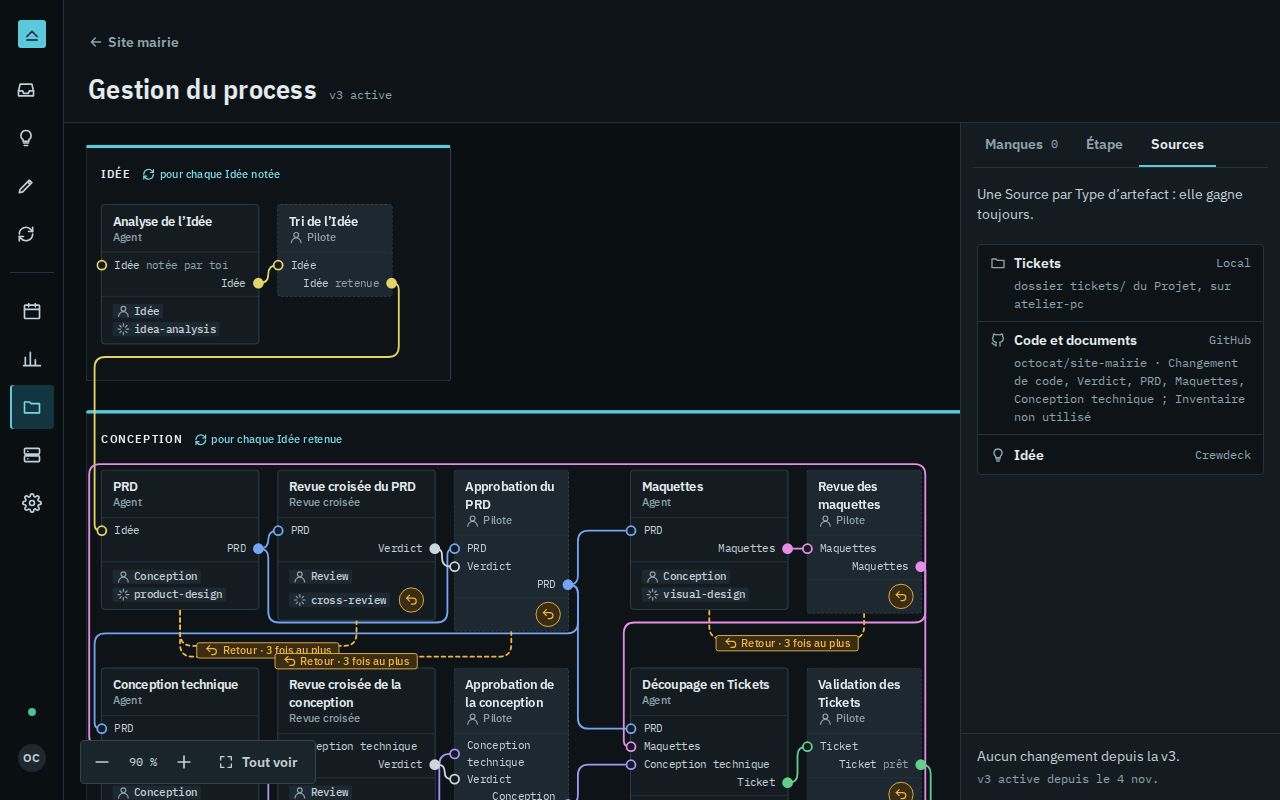 Site mairie
Gestion du process v3 active
Manques 0 Étape Sources
IDÉE pour chaque Idée notée
Analyse de l’Idée
Agent
Idée notée par toi
Idée
Idée
idea-analysis
Tri de l’Idée
Pilote
Idée
Idée retenue
CONCEPTION pour chaque Idée retenue
PRD
Agent
Idée
PRD
Conception
product-design
Revue croisée du PRD
Revue croisée
PRD
Verdict
Review
cross-review
Approbation du
PRD
Pilote
PRD
Verdict
PRD
Maquettes
Agent
PRD
Maquettes
Conception
visual-design
Revue des
maquettes
Pilote
Maquettes
Maquettes
Retour · 3 fois au plus
Retour · 3 fois au plus
Retour · 3 fois au plus
Conception technique
Agent
PRD
Conception
Revue croisée de la
conception
Revue croisée
eption technique
Verdict
Review
Approbation de
la conception
Pilote
Conception
technique
Verdict
Conception
Découpage en Tickets
Agent
PRD
Maquettes
Conception technique
Ticket
Validation des
Tickets
Pilote
Ticket
Ticket prêt
90 % Tout voir
OC
Une Source par Type d’artefact : elle gagne
toujours.
Tickets Local
dossier tickets/ du Projet, sur
atelier-pc
Code et documents GitHub
octocat/site-mairie · Changement
de code, Verdict, PRD, Maquettes,
Conception technique ; Inventaire
non utilisé
Idée Crewdeck
Aucun changement depuis la v3.
v3 active depuis le 4 nov.